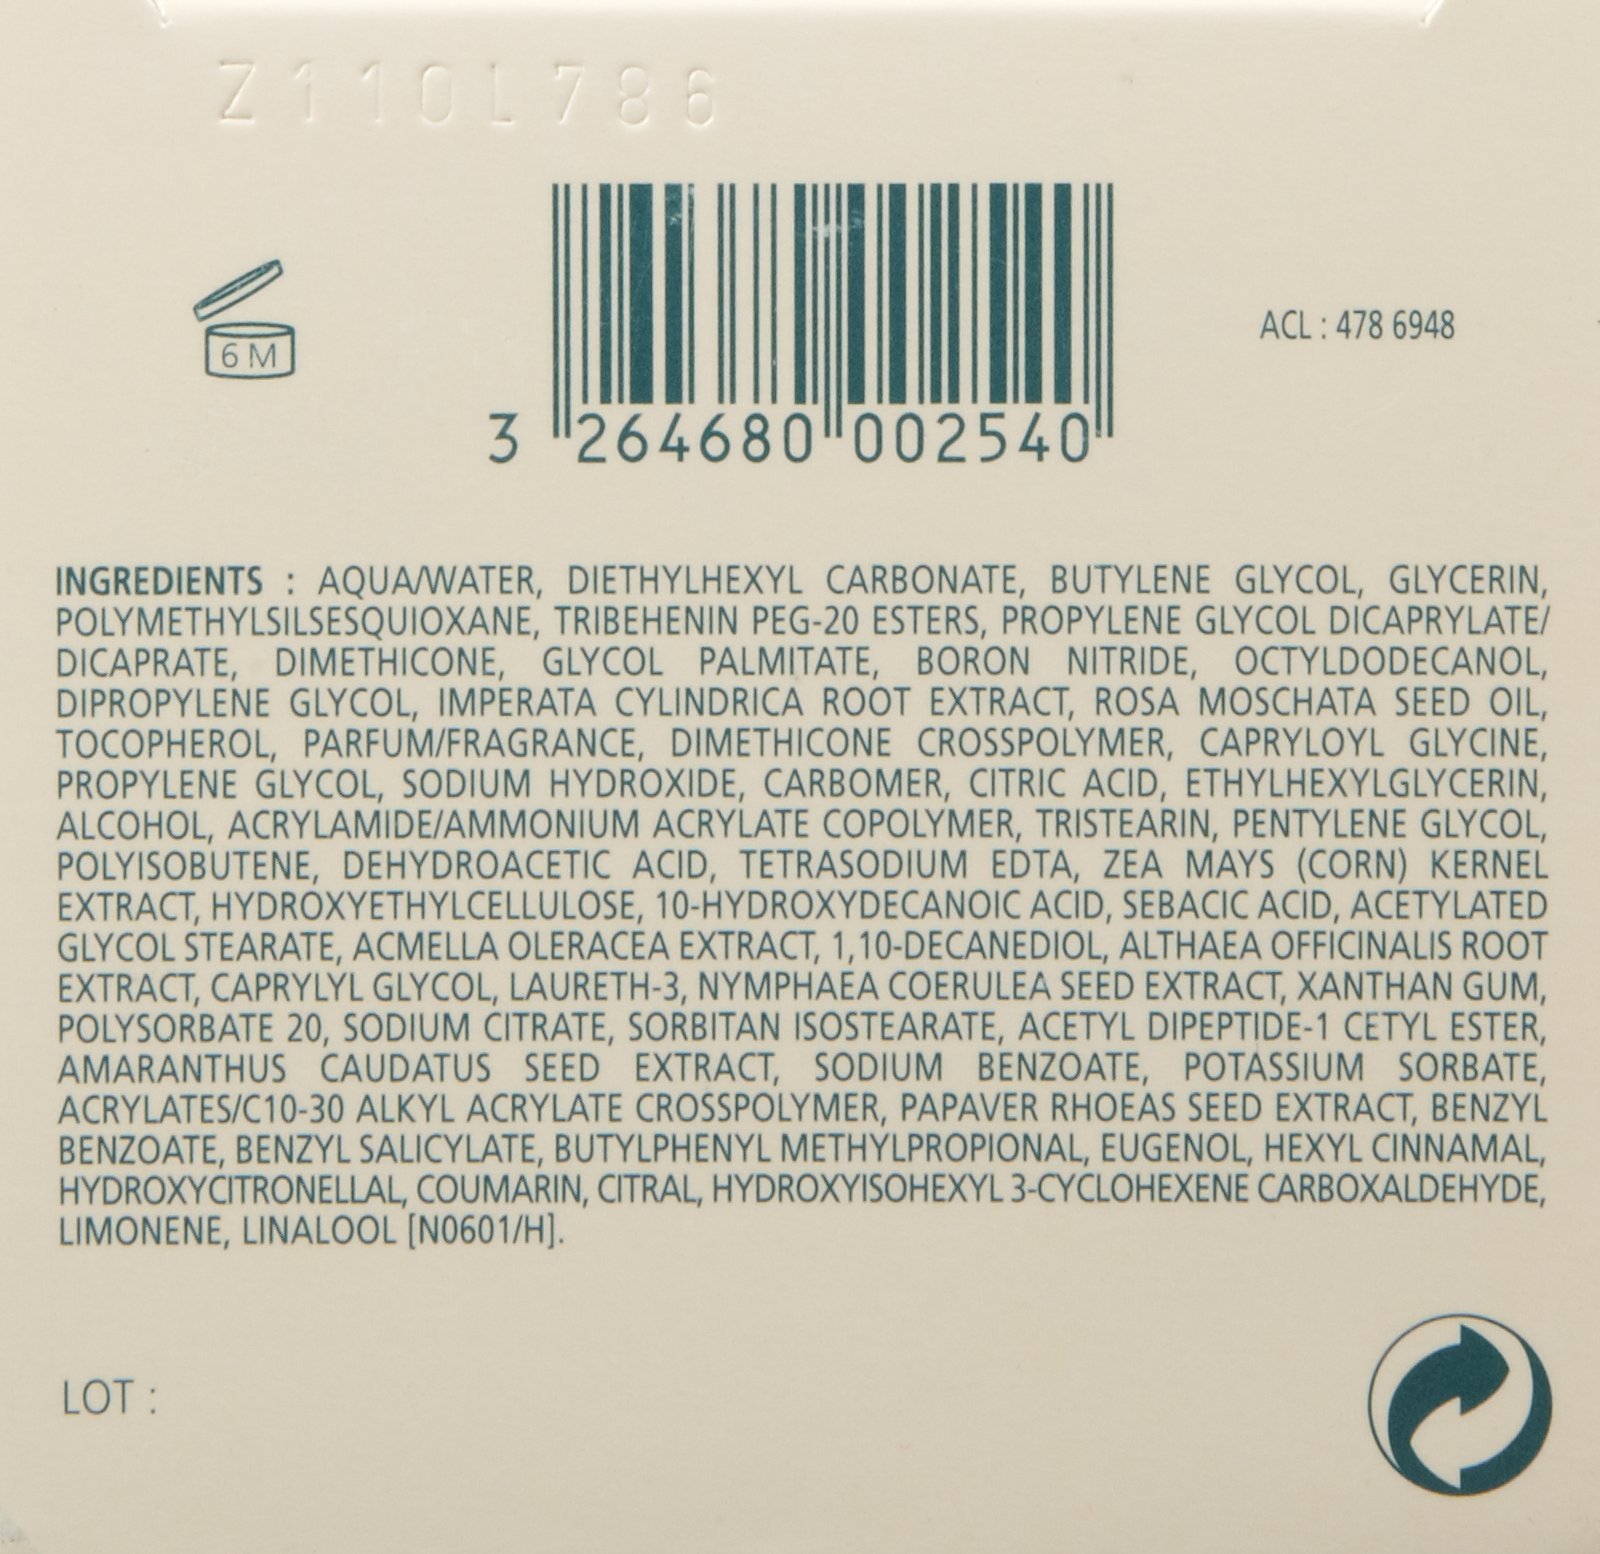 Z110L786
6 M
ACL : 478 6948
3 264680 002540
INGREDIENTS : AQUA/WATER, DIETHYLHEXYL CARBONATE, BUTYLENE GLYCOL, GLYCERIN,
POLYMETHYLSILSESQUIOXANE, TRIBEHENIN PEG-20 ESTERS, PROPYLENE GLYCOL DICAPRYLATE/
DICAPRATE, DIMETHICONE, GLYCOL PALMITATE, BORON NITRIDE, OCTYLDODECANOL,
DIPROPYLENE GLYCOL, IMPERATA CYLINDRICA ROOT EXTRACT, ROSA MOSCHATA SEED OIL,
TOCOPHEROL, PARFUM/FRAGRANCE, DIMETHICONE CROSSPOLYMER, CAPRYLOYL GLYCINE,
PROPYLENE GLYCOL, SODIUM HYDROXIDE, CARBOMER, CITRIC ACID, ETHYLHEXYLGLYCERIN,
ALCOHOL, ACRYLAMIDE/AMMONIUM ACRYLATE COPOLYMER, TRISTEARIN, PENTYLENE GLYCOL,
POLYISOBUTENE, DEHYDROACETIC ACID, TETRASODIUM EDTA, ZEA MAYS (CORN) KERNEL
EXTRACT, HYDROXYETHYLCELLULOSE, 10-HYDROXYDECANOIC ACID, SEBACIC ACID, ACETYLATED
GLYCOL STEARATE, ACMELLA OLERACEA EXTRACT, 1,10-DECANEDIOL, ALTHAEA OFFICINALIS ROOT
EXTRACT, CAPRYLYL GLYCOL, LAURETH-3, NYMPHAEA COERULEA SEED EXTRACT, XANTHAN GUM,
POLYSORBATE 20, SODIUM CITRATE, SORBITAN ISOSTEARATE, ACETYL DIPEPTIDE-1 CETYL ESTER,
AMARANTHUS CAUDATUS SEED EXTRACT, SODIUM BENZOATE, POTASSIUM SORBATE,
ACRYLATES/C10-30 ALKYL ACRYLATE CROSSPOLYMER, PAPAVER RHOEAS SEED EXTRACT, BENZYL
BENZOATE, BENZYL SALICYLATE, BUTYLPHENYL METHYLPROPIONAL, EUGENOL, HEXYL CINNAMAL,
HYDROXYCITRONELLAL, COUMARIN, CITRAL, HYDROXYISOHEXYL 3-CYCLOHEXENE CARBOXALDEHYDE,
LIMONENE, LINALOOL [N0601/H].
LOT :